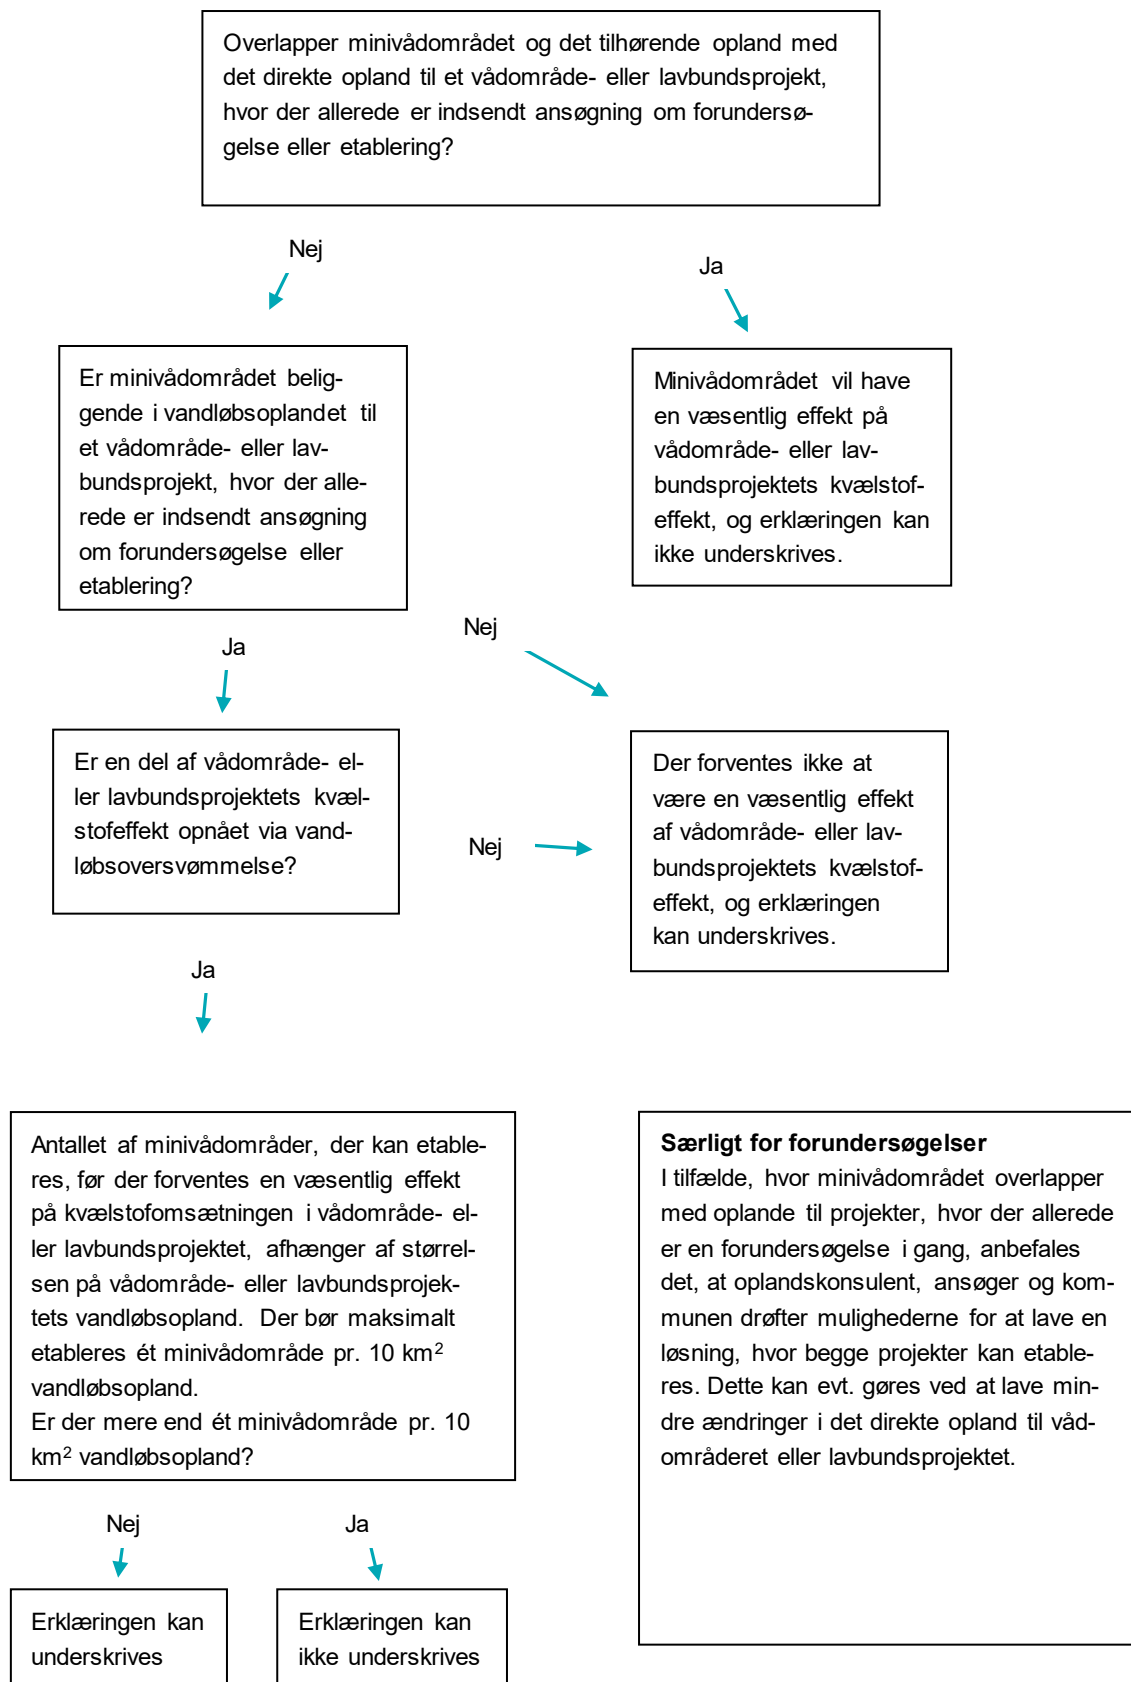 Overlapper minivådområdet og det tilhørende opland med
det direkte opland til et vådområde- eller lavbundsprojekt,
hvor der allerede er indsendt ansøgning om forundersø-
gelse eller etablering?
Nej
Ja
Er minivådområdet belig-
gende i vandløbsoplandet til
et vådområde- eller lav-
bundsprojekt, hvor der alle-
rede er indsendt ansøgning
om forundersøgelse eller
etablering?
Minivådområdet vil have
en væsentlig effekt på
vådområde- eller lav-
bundsprojektets kvælstof-
effekt, og erklæringen kan
ikke underskrives.
Ja
Nej
Er en del af vådområde- el-
ler lavbundsprojektets kvæl-
stofeffekt opnået via vand-
løbsoversvømmelse?
Nej
Der forventes ikke at
være en væsentlig effekt
af vådområde- eller lav-
bundsprojektets kvælstof-
effekt, og erklæringen
kan underskrives.
Ja
Antallet af minivådområder, der kan etable-
res, før der forventes en væsentlig effekt
på kvælstofomsætningen i vådområde- el-
ler lavbundsprojektet, afhænger af størrel-
sen på vådområde- eller lavbundsprojek-
tets vandløbsopland. Der bør maksimalt
etableres ét minivådområde pr. 10 km²
vandløbsopland.
Er der mere end ét minivådområde pr. 10
km² vandløbsopland?
Særligt for forundersøgelser
I tilfælde, hvor minivådområdet overlapper
med oplande til projekter, hvor der allerede
er en forundersøgelse i gang, anbefales
det, at oplandskonsulent, ansøger og kom-
munen drøfter mulighederne for at lave en
løsning, hvor begge projekter kan etable-
res. Dette kan evt. gøres ved at lave min-
dre ændringer i det direkte opland til våd-
områderet eller lavbundsprojektet.
Nej
Ja
Erklæringen kan
underskrives
Erklæringen kan
ikke underskrives